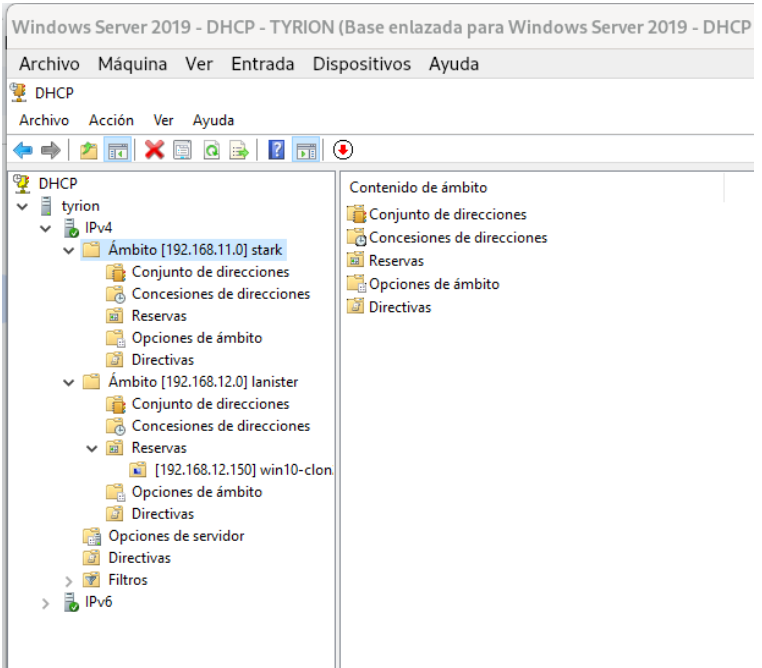 Windows Server 2019 - DHCP - TYRION (Base enlazada para Windows Server 2019 - DHCP
Archivo Máquina Ver Entrada Dispositivos Ayuda
DHCP
Archivo Acción Ver Ayuda
DHCP
tyrion
IPv4
Ámbito [192.168.11.0] stark
Conjunto de direcciones
Concesiones de direcciones
Reservas
Opciones de ámbito
Directivas
Ámbito [192.168.12.0] lanister
Conjunto de direcciones
Concesiones de direcciones
Reservas
[192.168.12.150] win10-clon.
Opciones de ámbito
Directivas
Opciones de servidor
Directivas
Filtros
IPv6
Contenido de ámbito
Conjunto de direcciones
Concesiones de direcciones
Reservas
Opciones de ámbito
Directivas